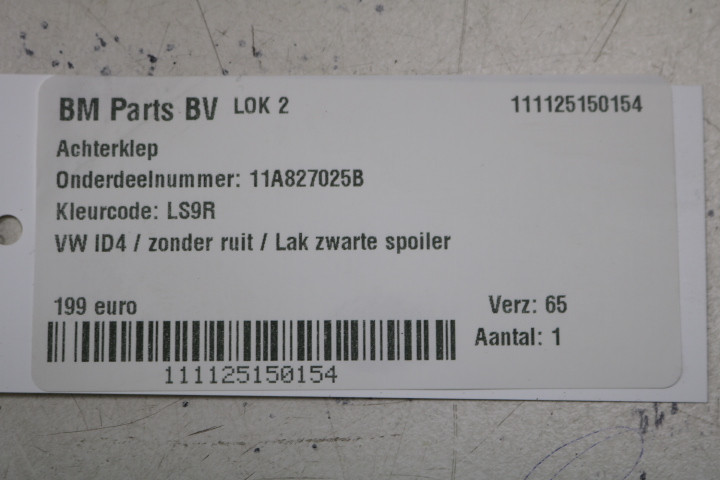 BM Parts BV LOK 2 111125150154
Achterklep
Onderdeelnummer: 11A827025B
Kleurcode: LS9R
VW ID4 / zonder ruit / Lak zwarte spoiler
199 euro Verz: 65
Aantal: 1
111125150154